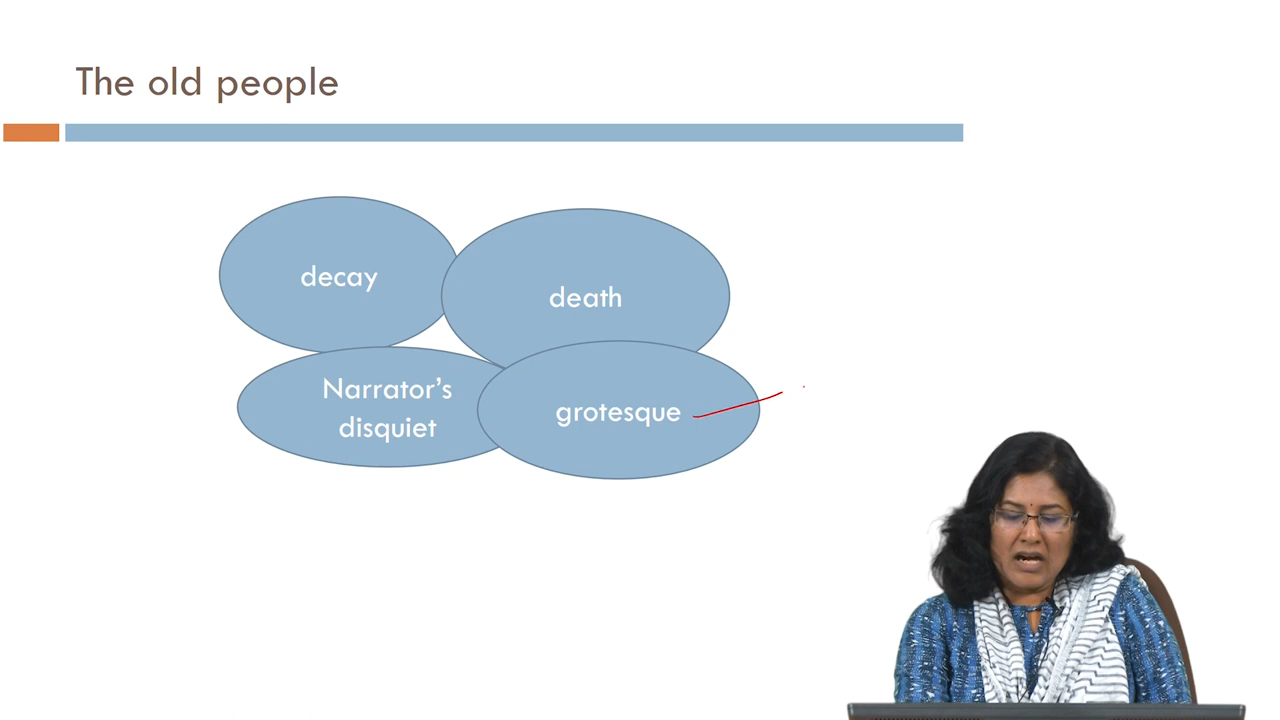 The old people
decay
death
Narrator’s
disquiet
grotesque